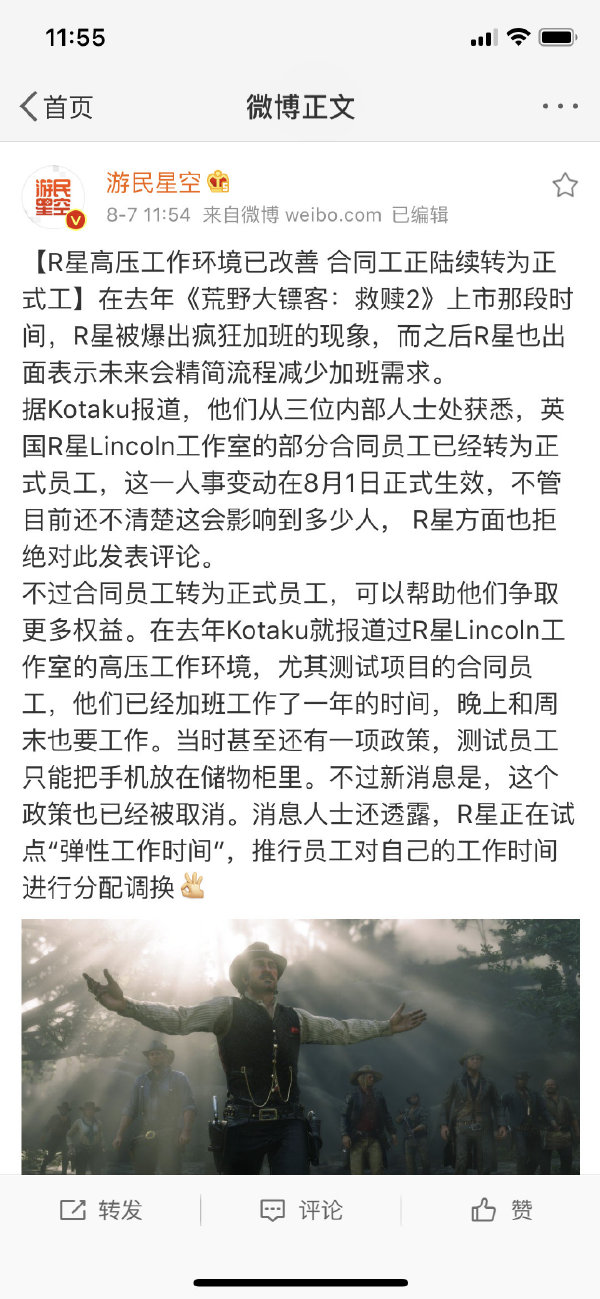 11:55
首页
微博正文
游民星空
游民星空
8-7 11:54 来自微博 weibo.com 已编辑
【R星高压工作环境已改善 合同工正陆续转为正
式工】在去年《荒野大镖客：救赎2》上市那段时
间，R星被爆出疯狂加班的现象，而之后R星也出
面表示未来会精简流程减少加班需求。
据Kotaku报道，他们从三位内部人士处获悉，英
国R星Lincoln工作室的部分合同员工已经转为正
式员工，这一人事变动在8月1日正式生效，不管
目前还不清楚这会影响到多少人， R星方面也拒
绝对此发表评论。
不过合同员工转为正式员工，可以帮助他们争取
更多权益。在去年Kotaku就报道过R星Lincoln工
作室的高压工作环境，尤其测试项目的合同员
工，他们已经加班工作了一年的时间，晚上和周
末也要工作。当时甚至还有一项政策，测试员工
只能把手机放在储物柜里。不过新消息是，这个
政策也已经被取消。消息人士还透露，R星正在试
点“弹性工作时间”，推行员工对自己的工作时间
进行分配调换👌
转发
评论
赞